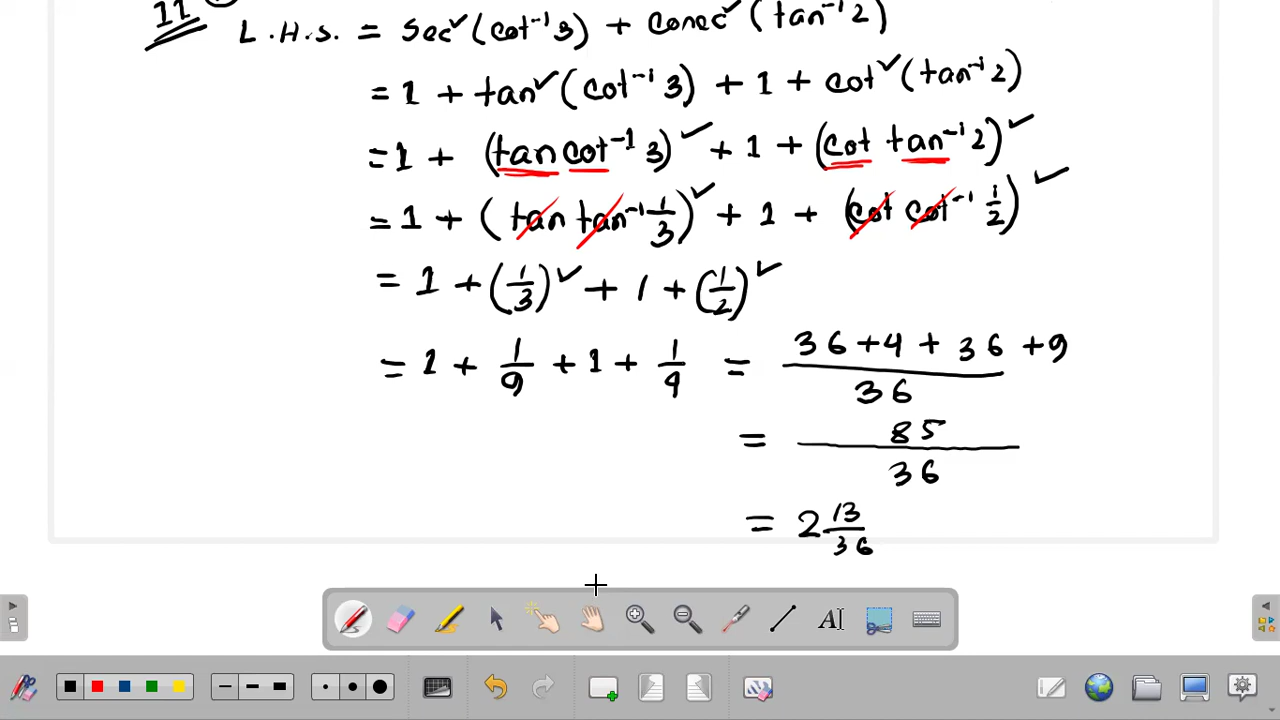 11
L.H.S. = Sec²(cot⁻¹3) + Conec²(tan⁻¹2)
= 1 + tan²(cot⁻¹3) + 1 + cot²(tan⁻¹2)
= 1 + (tan cot⁻¹3)² + 1 + (cot tan⁻¹2)²
= 1 + (tan tan⁻¹ 1/3)² + 1 + (cot cot⁻¹ 1/2)²
= 1 + (1/3)² + 1 + (1/2)²
= 1 + 1/9 + 1 + 1/9 = 36+4+36+9/36
= 85/36
= 2 13/36
AI